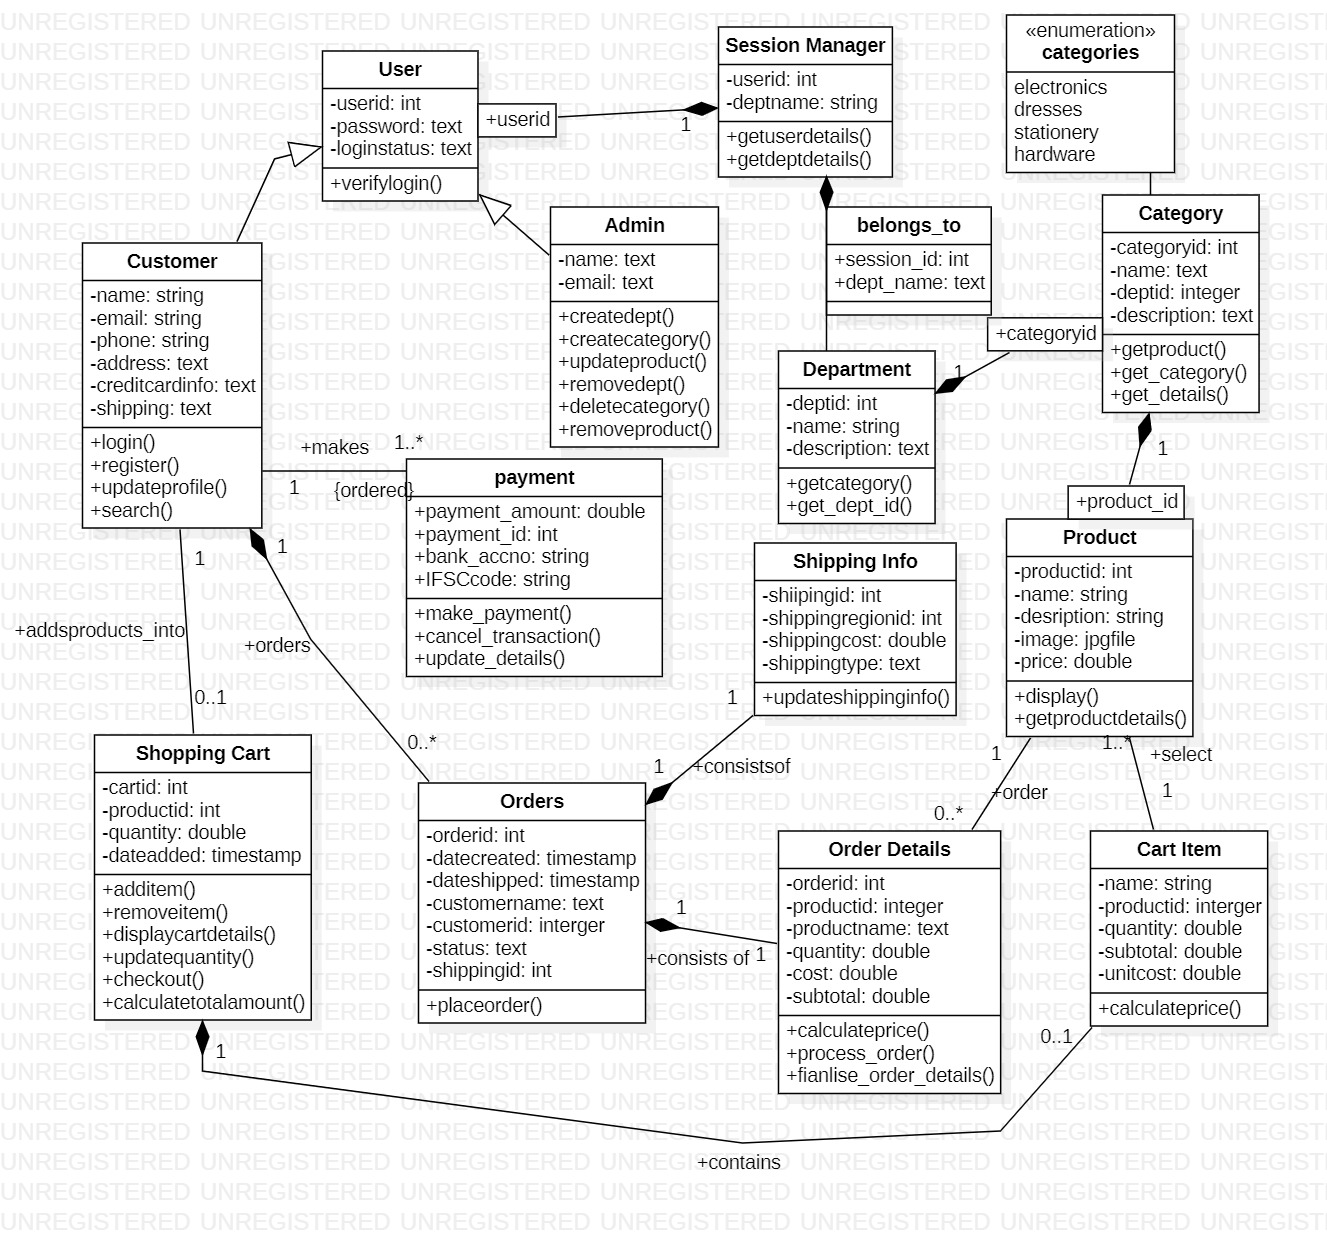 User
-userid: int
-password: text
-loginstatus: text
+verifylogin()
+userid
1
Session Manager
-userid: int
-deptname: string
+getuserdetails()
+getdeptdetails()
«enumeration»
categories
electronics
dresses
stationery
hardware
Customer
-name: string
-email: string
-phone: string
-address: text
-creditcardinfo: text
-shipping: text
+login()
+register()
+updateprofile()
+search()
Admin
-name: text
-email: text
+createdept()
+createcategory()
+updateproduct()
+removedept()
+deletecategory()
+removeproduct()
belongs_to
+session_id: int
+dept_name: text
Category
-categoryid: int
-name: text
-deptid: integer
-description: text
+getproduct()
+get_category()
+get_details()
+categoryid
1
Department
-deptid: int
-name: string
-description: text
+getcategory()
+get_dept_id()
+makes
1..*
1
{ordered}
payment
+payment_amount: double
+payment_id: int
+bank_accno: string
+IFSCcode: string
+make_payment()
+cancel_transaction()
+update_details()
1
+product_id
Product
-productid: int
-name: string
-desription: string
-image: jpgfile
-price: double
+display()
+getproductdetails()
Shipping Info
-shiipingid: int
-shippingregionid: int
-shippingcost: double
-shippingtype: text
+updateshippinginfo()
1
1
+addsproducts_into
0..1
+orders
0..*
1
1
+consistsof
1
+order
0..*
1..*
+select
1
Shopping Cart
-cartid: int
-productid: int
-quantity: double
-dateadded: timestamp
+additem()
+removeitem()
+displaycartdetails()
+updatequantity()
+checkout()
+calculatetotalamount()
Orders
-orderid: int
-datecreated: timestamp
-dateshipped: timestamp
-customername: text
-customerid: interger
-status: text
-shippingid: int
+placeorder()
1
+consists of
1
Order Details
-orderid: int
-productid: integer
-productname: text
-quantity: double
-cost: double
-subtotal: double
+calculateprice()
+process_order()
+fianlise_order_details()
Cart Item
-name: string
-productid: interger
-quantity: double
-subtotal: double
-unitcost: double
+calculateprice()
0..1
1
+contains
UNREGISTERED UNREGISTERED UNREGISTERED UNREGISTERED UNREGISTERED UNREGISTERED